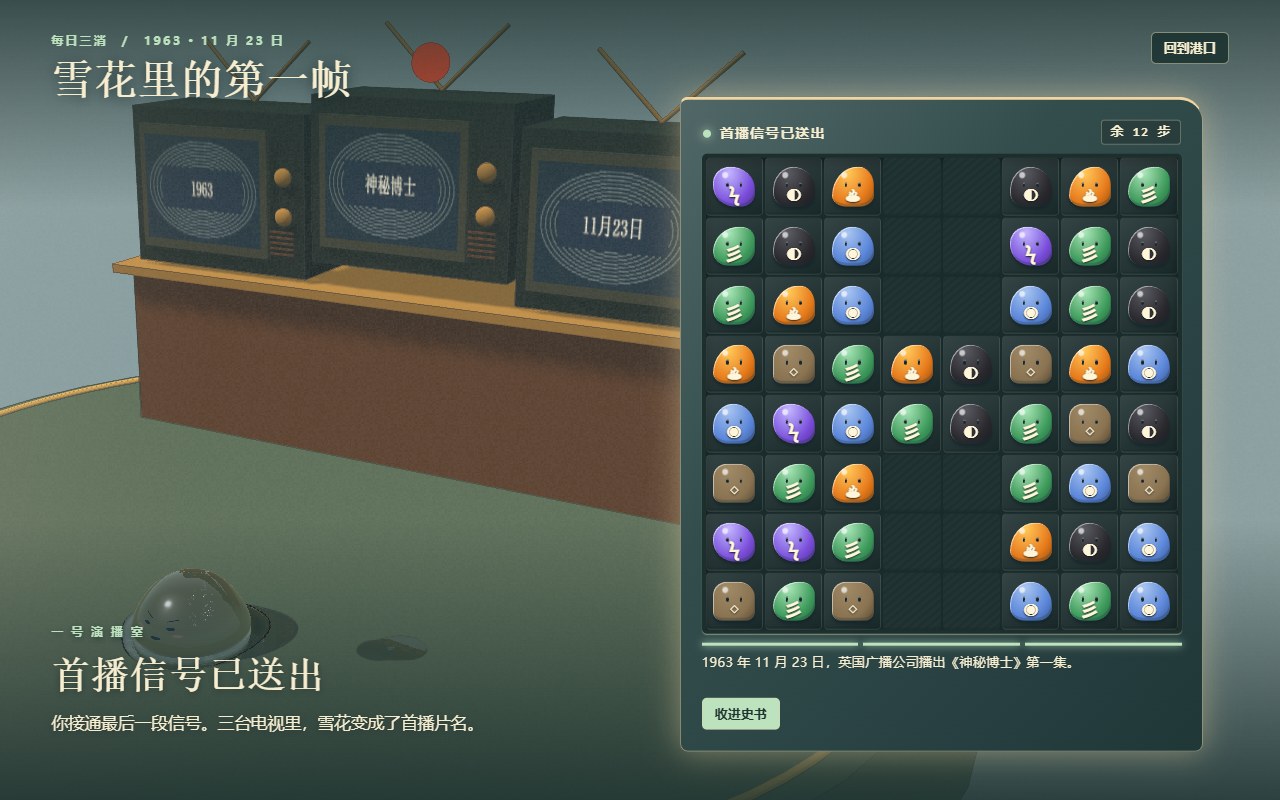 每日三消 / 1963・11 月 23 日
雪花里的第一帧
回到港口
1963
神秘博士
11月23日
首播信号已送出
余 12 步
1963 年 11 月 23 日，英国广播公司播出《神秘博士》第一集。
收进史书
一号演播室
首播信号已送出
你接通最后一段信号。三台电视里，雪花变成了首播片名。